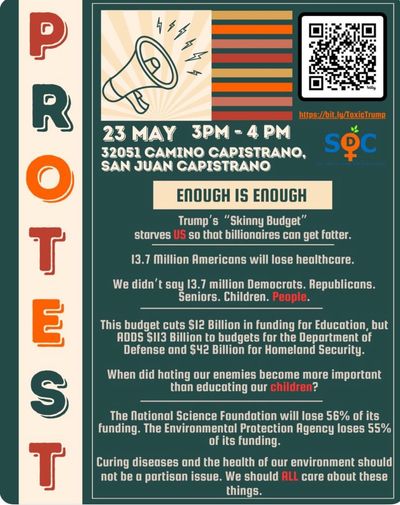 PROTEST
https://bit.ly/ToxicTrump
SDC
23 MAY 3PM - 4 PM
32051 CAMINO CAPISTRANO,
SAN JUAN CAPISTRANO
ENOUGH IS ENOUGH
Trump's "Skinny Budget"
starves US so that billionaires can get fatter.
13.7 Million Americans will lose healthcare.
We didn't say 13.7 million Democrats. Republicans.
Seniors. Children. People.
This budget cuts $12 Billion in funding for Education, but
ADDS $113 Billion to budgets for the Department of
Defense and $42 Billion for Homeland Security.
When did hating our enemies become more important
than educating our children?
The National Science Foundation will lose 56% of its
funding. The Environmental Protection Agency loses 55%
of its funding.
Curing diseases and the health of our environment should
not be a partisan issue. We should ALL care about these
things.